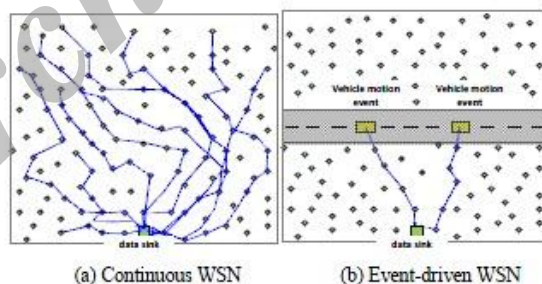 Vehicle motion
event
Vehicle motion
event
data sink
data sink
(a) Continuous WSN
(b) Event-driven WSN